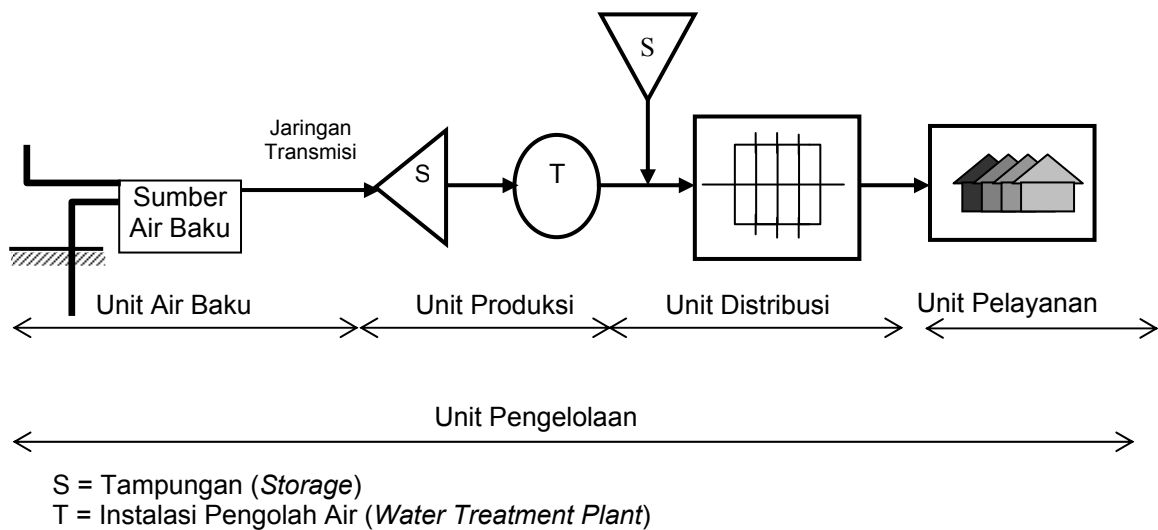 S
Jaringan
Transmisi
S
T
Sumber
Air Baku
Unit Air Baku
Unit Produksi
Unit Distribusi
Unit Pelayanan
Unit Pengelolaan
S = Tampungan (Storage)
T = Instalasi Pengolah Air (Water Treatment Plant)